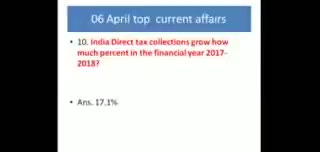 06 April top current affairs
• 10. India Direct tax collections grow how
much percent in the financial year 2017-
2018?
• Ans. 17.1%